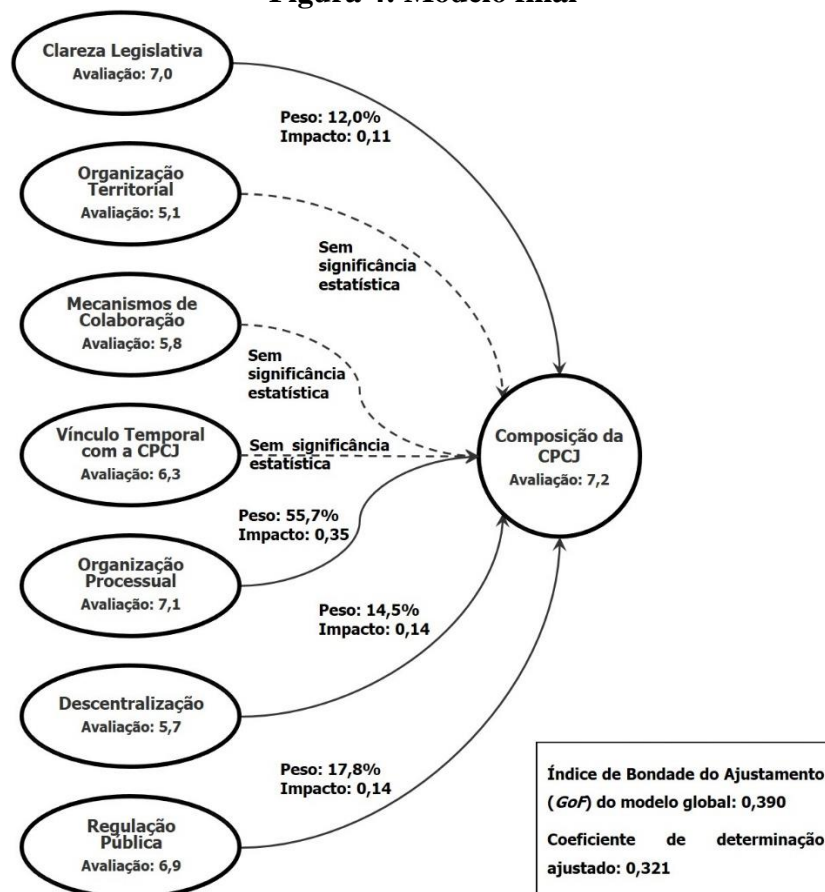 Figura 4: Modelo final
Clareza Legislativa
Avaliação: 7,0
Peso: 12,0%
Impacto: 0,11
Organização
Territorial
Avaliação: 5,1
Sem
significância
estatística
Mecanismos de
Colaboração
Avaliação: 5,8
Sem
significância
estatística
Vínculo Temporal
com a CPCJ
Avaliação: 6,3
Sem significância
estatística
Composição da
CPCJ
Avaliação: 7,2
Peso: 55,7%
Impacto: 0,35
Organização
Processual
Avaliação: 7,1
Peso: 14,5%
Impacto: 0,14
Descentralização
Avaliação: 5,7
Peso: 17,8%
Impacto: 0,14
Regulação
Pública
Avaliação: 6,9
Índice de Bondade do Ajustamento
(GoF) do modelo global: 0,390
Coeficiente de determinação
ajustado: 0,321